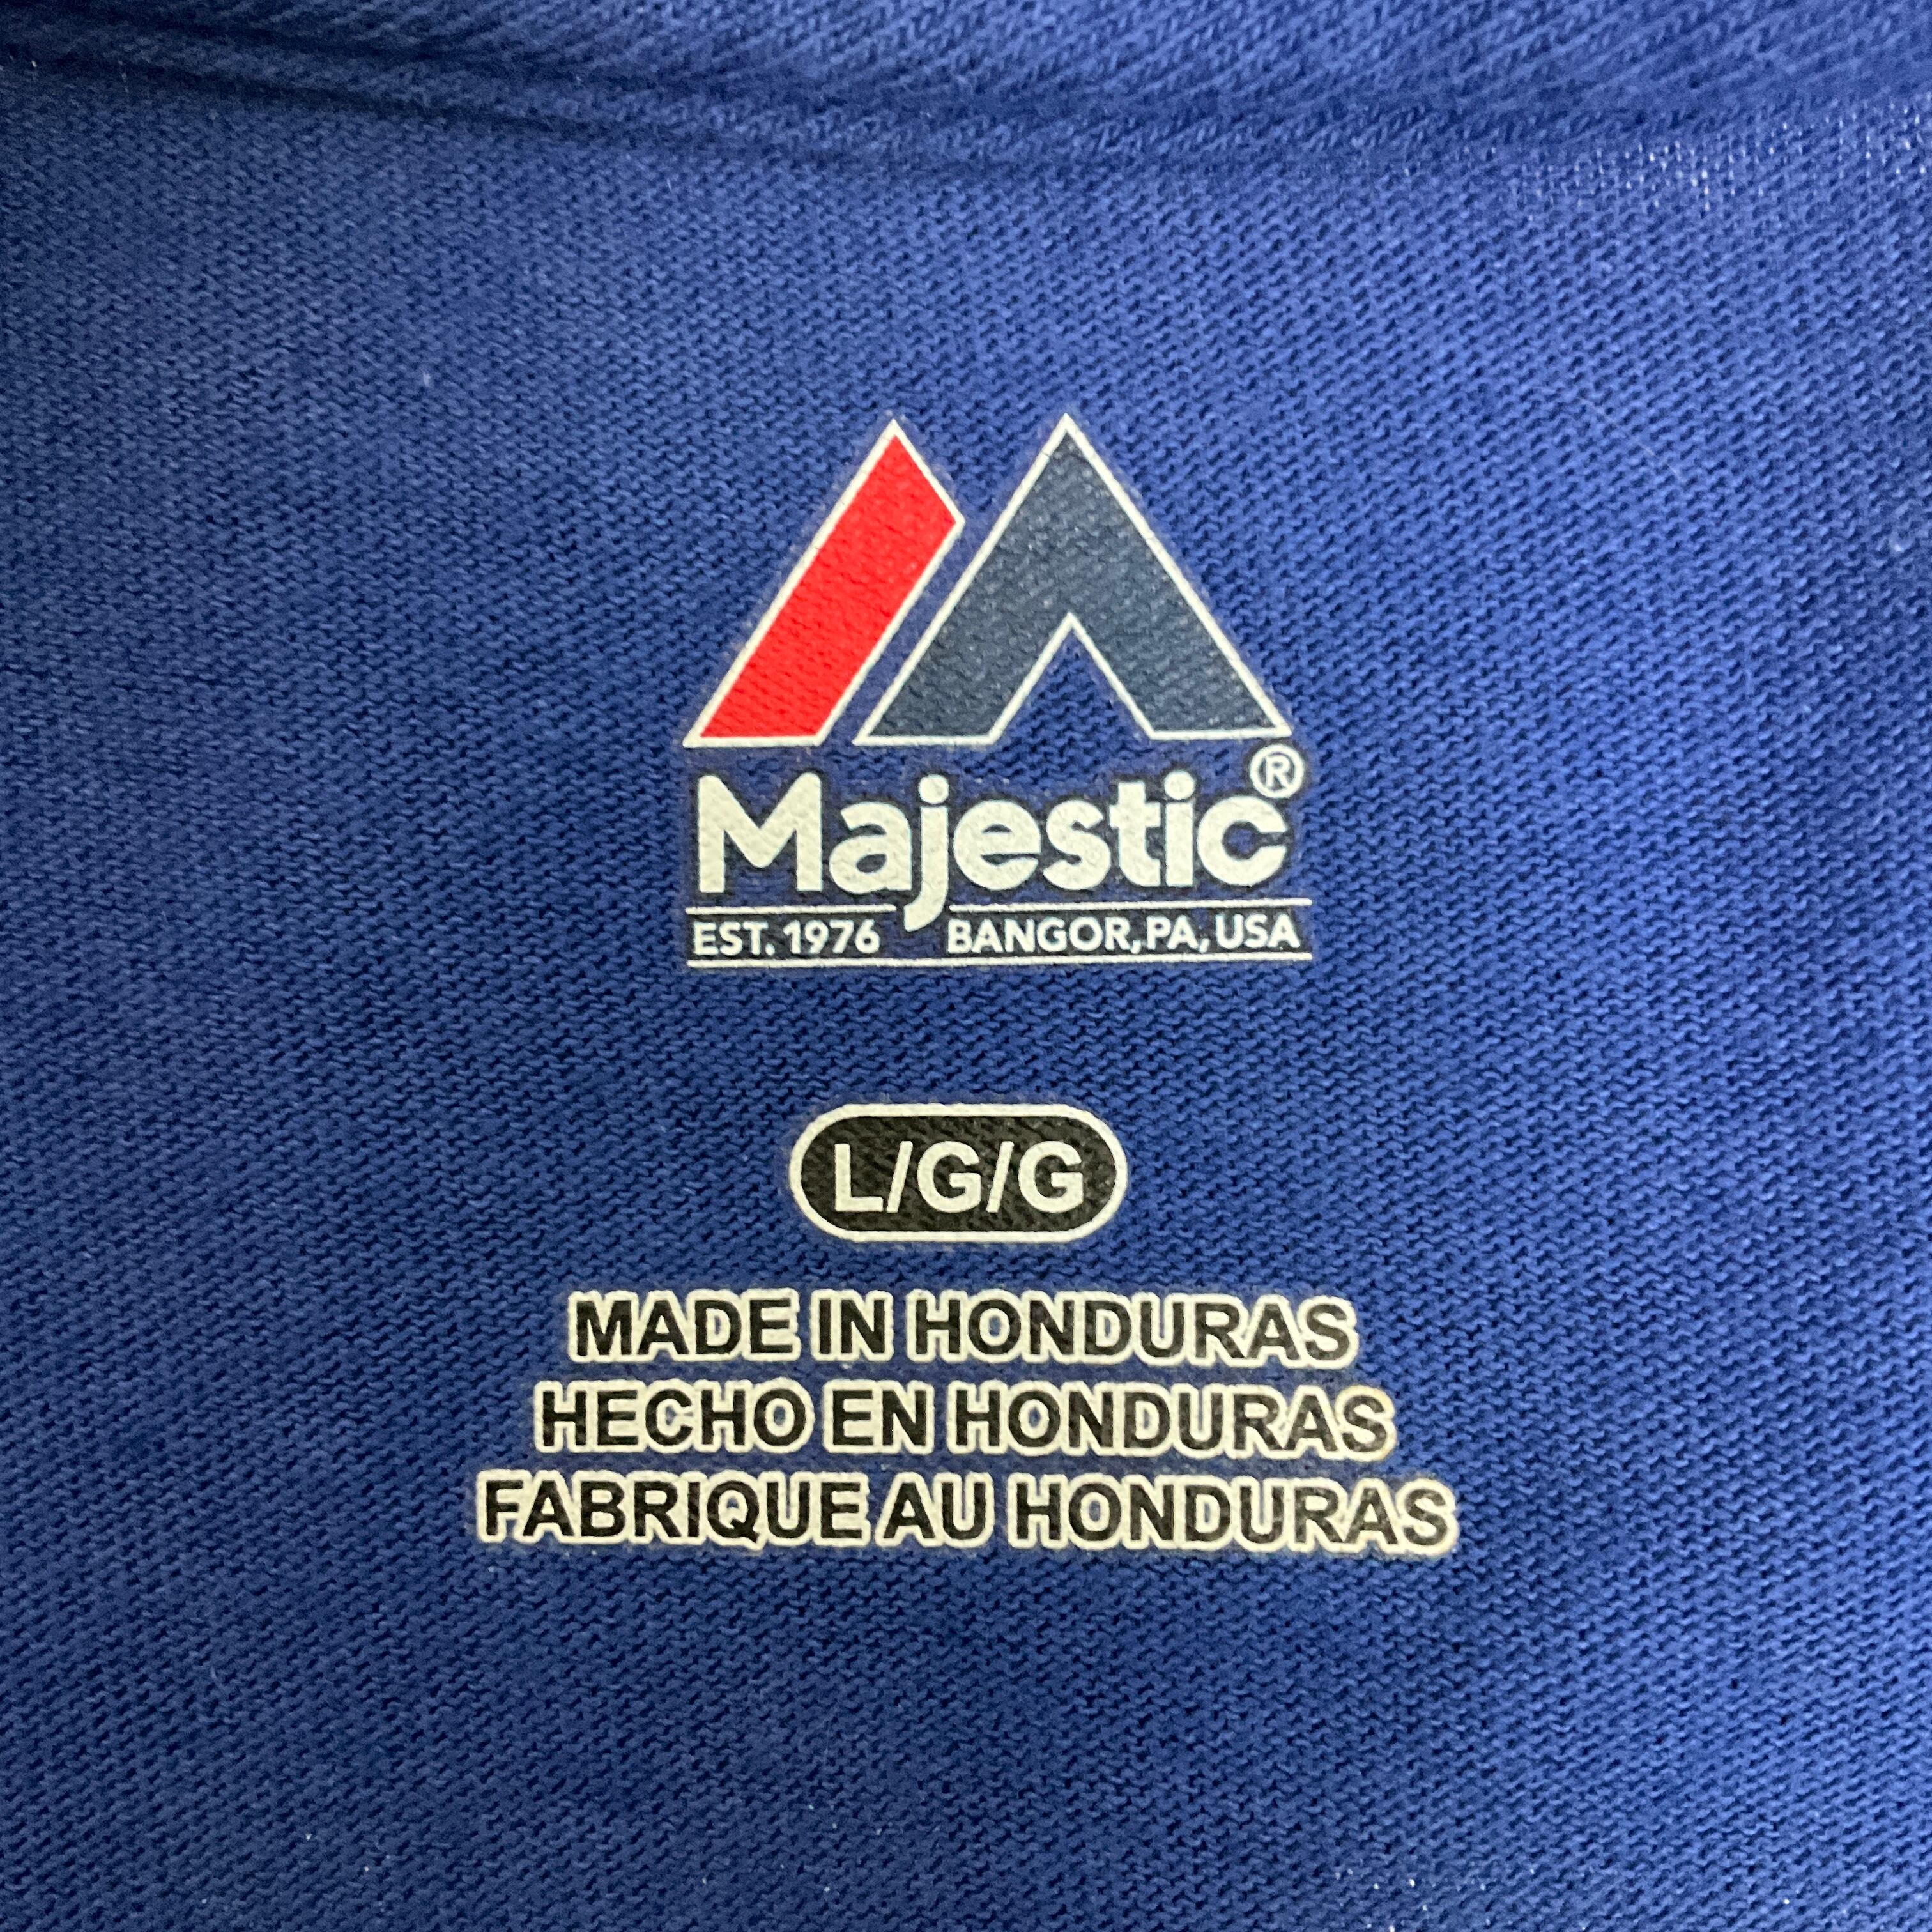 Majestic®
EST. 1976 BANGOR, PA, USA
L/G/G
MADE IN HONDURAS
HECHO EN HONDURAS
FABRIQUE AU HONDURAS